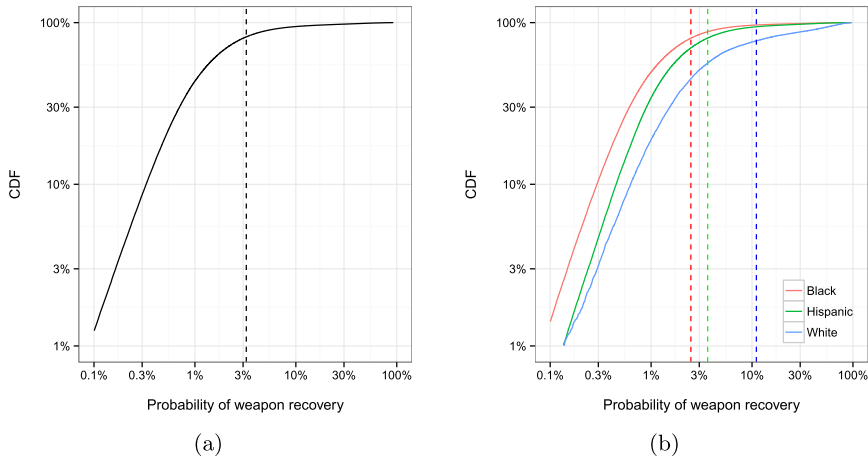 100%
30%
10%
3%
1%
CDF
0.1% 0.3% 1% 3% 10% 30% 100%
Probability of weapon recovery
(a)
100%
30%
10%
3%
1%
CDF
Black
Hispanic
White
0.1% 0.3% 1% 3% 10% 30% 100%
Probability of weapon recovery
(b)